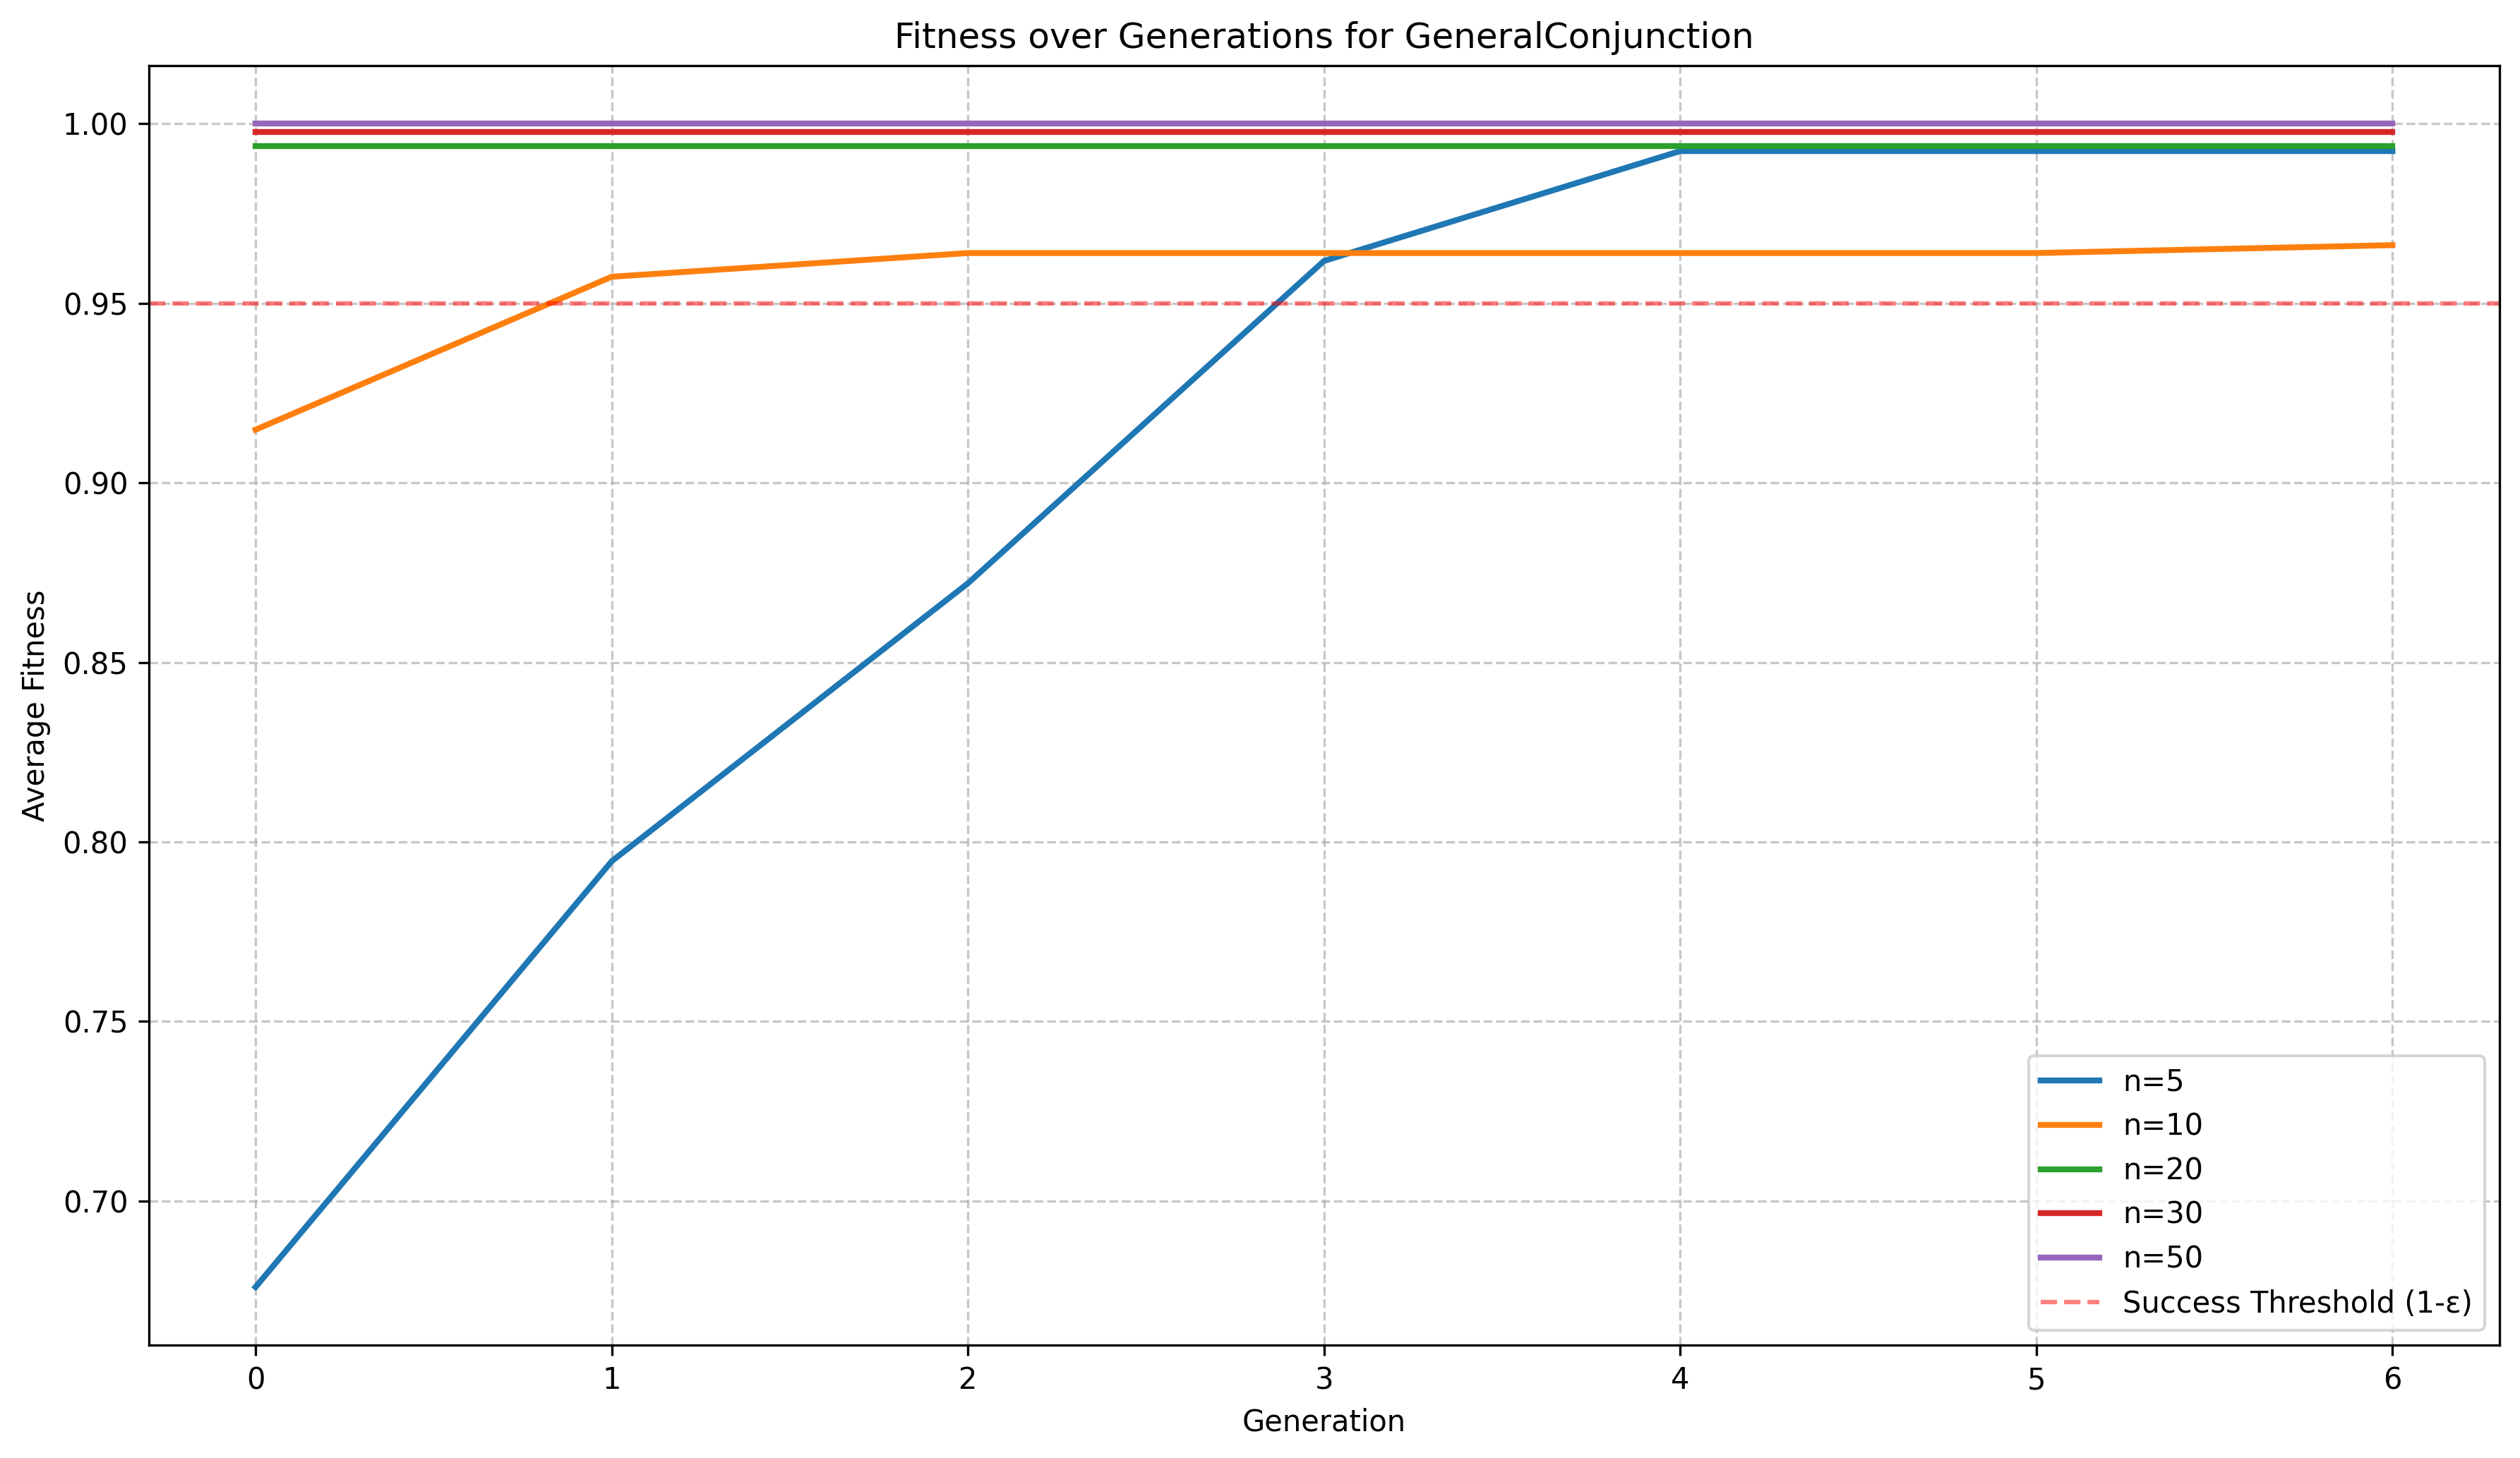 Fitness over Generations for GeneralConjunction
Average Fitness
1.00
0.95
0.90
0.85
0.80
0.75
0.70
0 1 2 3 4 5 6
Generation
n=5
n=10
n=20
n=30
n=50
Success Threshold (1-ε)